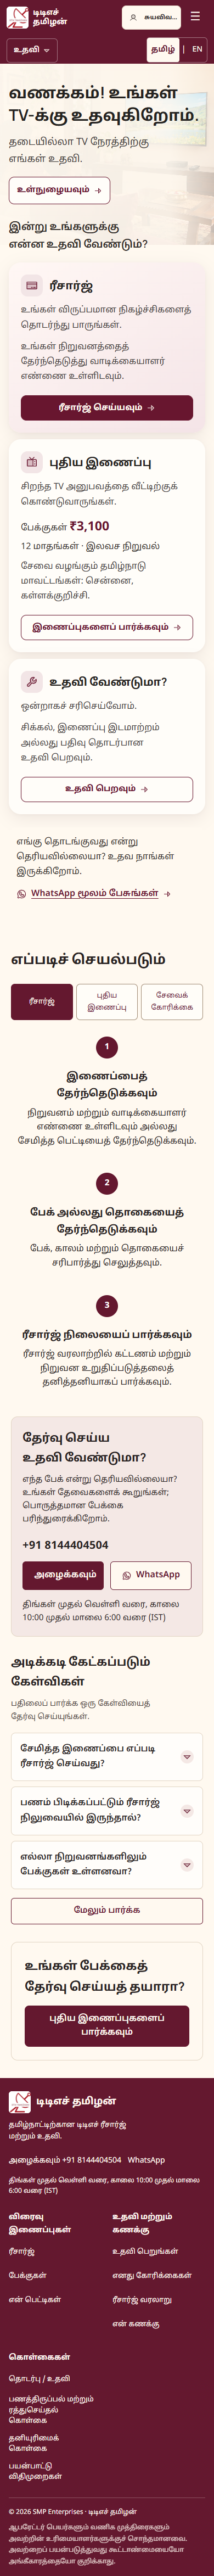 டிடிஎச்
தமிழன்
சுயவிவ...
உதவி
தமிழ் | EN
வணக்கம்! உங்கள்
TV-க்கு உதவுகிறோம்.
தடையில்லா TV நேரத்திற்கு
எங்கள் உதவி.
உள்நுழையவும்
இன்று உங்களுக்கு
என்ன உதவி வேண்டும்?
ரீசார்ஜ்
உங்கள் விருப்பமான நிகழ்ச்சிகளைத்
தொடர்ந்து பாருங்கள்.
உங்கள் நிறுவனத்தைத்
தேர்ந்தெடுத்து வாடிக்கையாளர்
எண்ணை உள்ளிடவும்.
ரீசார்ஜ் செய்யவும்
புதிய இணைப்பு
சிறந்த TV அனுபவத்தை வீட்டிற்குக்
கொண்டுவாருங்கள்.
பேக்குகள் ₹3,100
12 மாதங்கள் · இலவச நிறுவல்
சேவை வழங்கும் தமிழ்நாடு
மாவட்டங்கள்: சென்னை,
கள்ளக்குறிச்சி.
இணைப்புகளைப் பார்க்கவும்
உதவி வேண்டுமா?
ஒன்றாகச் சரிசெய்வோம்.
சிக்கல், இணைப்பு இடமாற்றம்
அல்லது பதிவு தொடர்பான
உதவி பெறவும்.
உதவி பெறவும்
எங்கு தொடங்குவது என்று
தெரியவில்லையா? உதவ நாங்கள்
இருக்கிறோம்.
WhatsApp மூலம் பேசுங்கள்
எப்படிச் செயல்படும்
ரீசார்ஜ்
புதிய
இணைப்பு
சேவைக்
கோரிக்கை
1
இணைப்பைத்
தேர்ந்தெடுக்கவும்
நிறுவனம் மற்றும் வாடிக்கையாளர்
எண்ணை உள்ளிடவும் அல்லது
சேமித்த பெட்டியைத் தேர்ந்தெடுக்கவும்.
2
பேக் அல்லது தொகையைத்
தேர்ந்தெடுக்கவும்
பேக், காலம் மற்றும் தொகையைச்
சரிபார்த்து செலுத்தவும்.
3
ரீசார்ஜ் நிலையைப் பார்க்கவும்
ரீசார்ஜ் வரலாற்றில் கட்டணம் மற்றும்
நிறுவன உறுதிப்படுத்தலைத்
தனித்தனியாகப் பார்க்கவும்.
தேர்வு செய்ய
உதவி வேண்டுமா?
எந்த பேக் என்று தெரியவில்லையா?
உங்கள் தேவைகளைக் கூறுங்கள்;
பொருத்தமான பேக்கை
பரிந்துரைக்கிறோம்.
+91 8144404504
அழைக்கவும்
WhatsApp
திங்கள் முதல் வெள்ளி வரை, காலை
10:00 முதல் மாலை 6:00 வரை (IST)
அடிக்கடி கேட்கப்படும்
கேள்விகள்
பதிலைப் பார்க்க ஒரு கேள்வியைத்
தேர்வு செய்யுங்கள்.
சேமித்த இணைப்பை எப்படி
ரீசார்ஜ் செய்வது?
பணம் பிடிக்கப்பட்டும் ரீசார்ஜ்
நிலுவையில் இருந்தால்?
எல்லா நிறுவனங்களிலும்
பேக்குகள் உள்ளனவா?
மேலும் பார்க்க
உங்கள் பேக்கைத்
தேர்வு செய்யத் தயாரா?
புதிய இணைப்புகளைப்
பார்க்கவும்
டிடிஎச் தமிழன்
தமிழ்நாட்டிற்கான டிடிஎச் ரீசார்ஜ்
மற்றும் உதவி.
அழைக்கவும் +91 8144404504 WhatsApp
திங்கள் முதல் வெள்ளி வரை, காலை 10:00 முதல் மாலை
6:00 வரை (IST)
விரைவு
இணைப்புகள்
ரீசார்ஜ்
பேக்குகள்
என் பெட்டிகள்
உதவி மற்றும்
கணக்கு
உதவி பெறுங்கள்
எனது கோரிக்கைகள்
ரீசார்ஜ் வரலாறு
என் கணக்கு
கொள்கைகள்
தொடர்பு / உதவி
பணத்திருப்பம் மற்றும்
ரத்துசெய்தல்
கொள்கை
தனியுரிமைக்
கொள்கை
பயன்பாட்டு
விதிமுறைகள்
© 2026 SMP Enterprises · டிடிஎச் தமிழன்
ஆபரேட்டர் பெயர்களும் வணிக முத்திரைகளும்
அவற்றின் உரிமையாளர்களுக்குச் சொந்தமானவை.
அவற்றைப் பயன்படுத்துவது கூட்டாண்மையையோ
அங்கீகாரத்தையோ குறிக்காது.